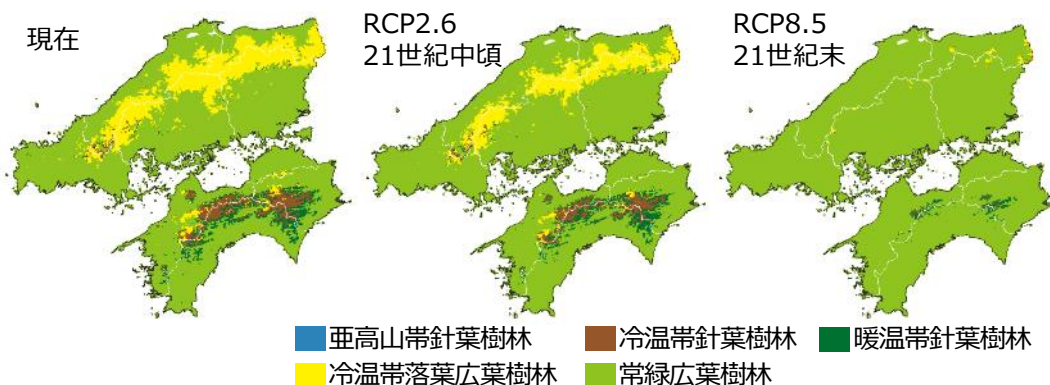 現在
RCP2.6
21世紀中頃
RCP8.5
21世紀末
亜高山帯針葉樹林
冷温帯針葉樹林
暖温帯針葉樹林
冷温帯落葉広葉樹林
常緑広葉樹林